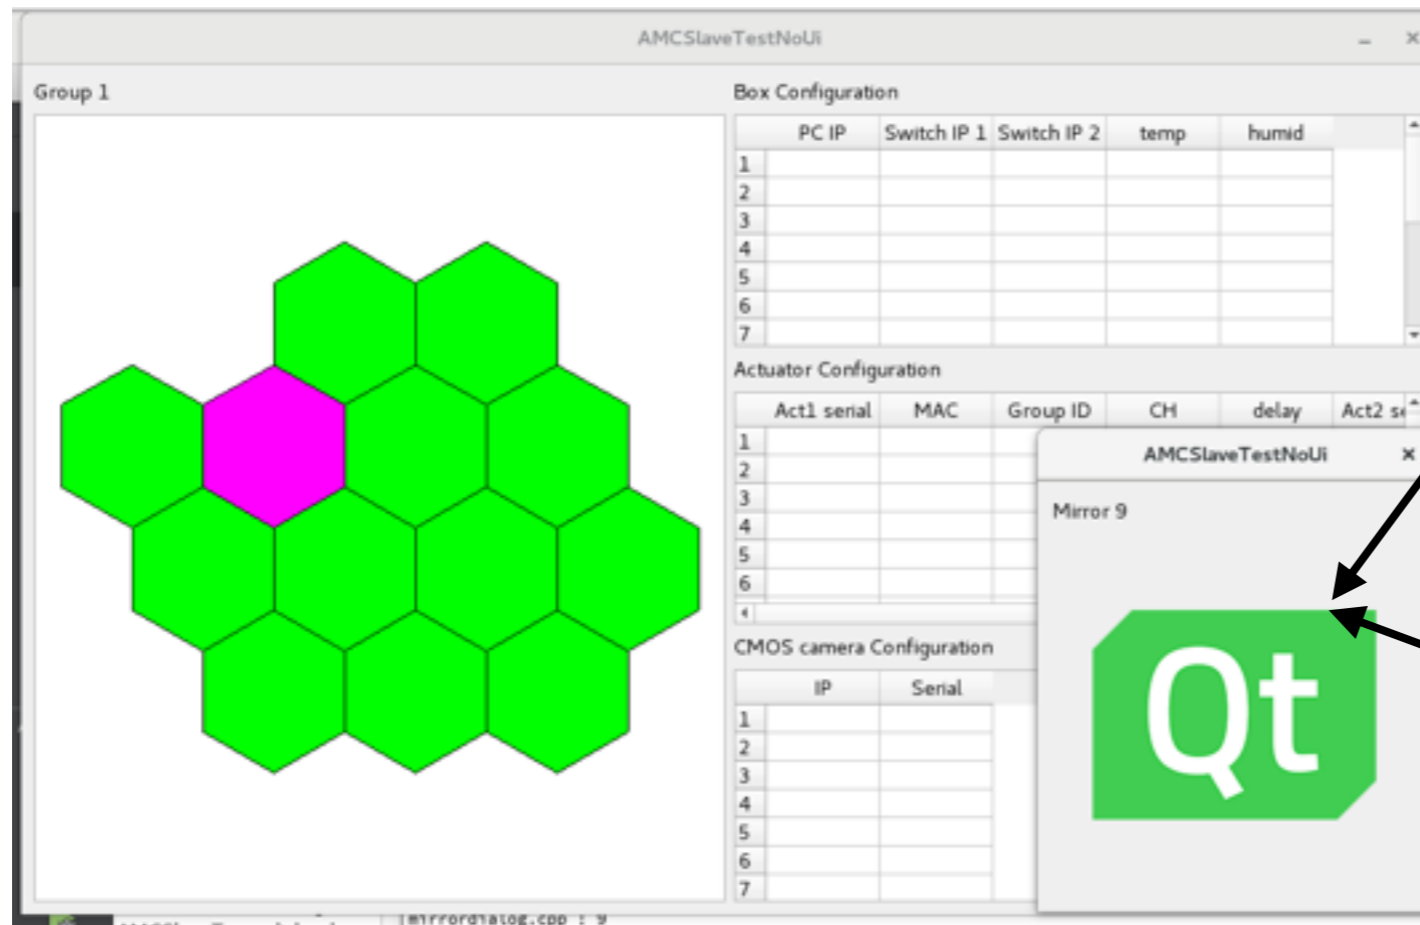 AMCSlaveTestNoUi
Group 1
Box Configuration
PC IP Switch IP 1 Switch IP 2 temp humid
1
2
3
4
5
6
7
Actuator Configuration
Act1 serial MAC Group ID CH delay Act2
1
2
3
4
5
6
CMOS camera Configuration
IP Serial
1
2
3
4
5
6
7
AMCSlaveTestNoUi
Mirror 9
Qt
mirrordialog.cpp : 9